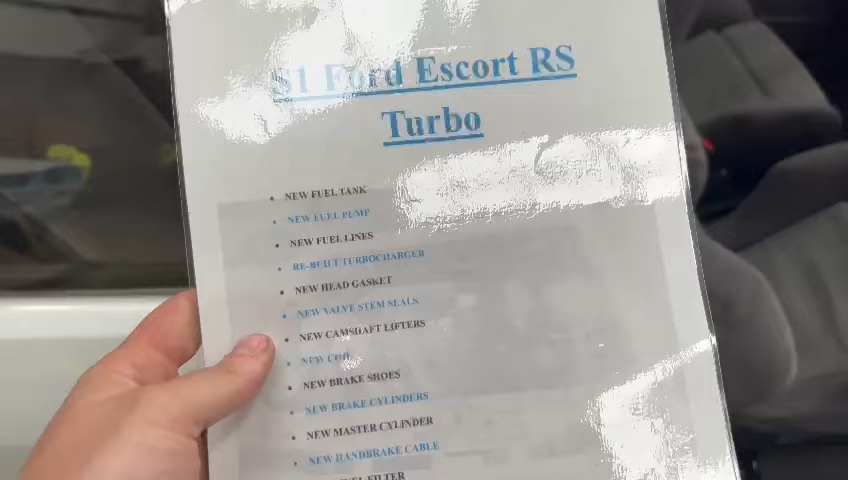 S1 Ford Escort RS
Turbo
NEW FUEL TANK
NEW FUEL PUMP
NEW FUEL LINES
RE-BUILT TURBOCHARGER
NEW HEAD GASKET
NEW VALVE STEM SEALS
NEW CAMSHAFT LIFTERS
NEW COIL
NEW BRAKE SHOES
NEW BRAKE CYLINDERS
NEW MASTER CYLINDER
NEW HANDBRAKE CABLE
FILTER